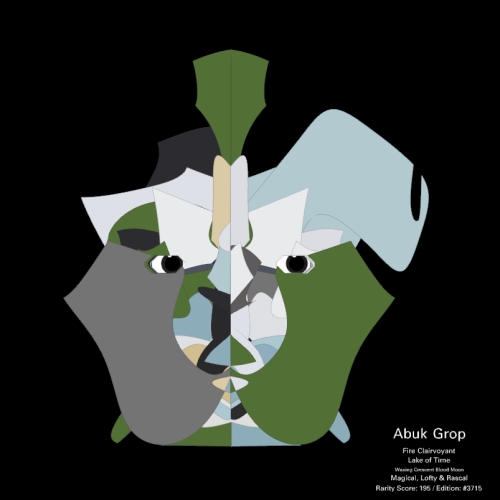 Abuk Grop
Fire Clairvoyant
Lake of Time
Waxing Crescent Blood Moon
Magical, Lofty & Rascal
Rarity Score: 195 / Edition: #3715